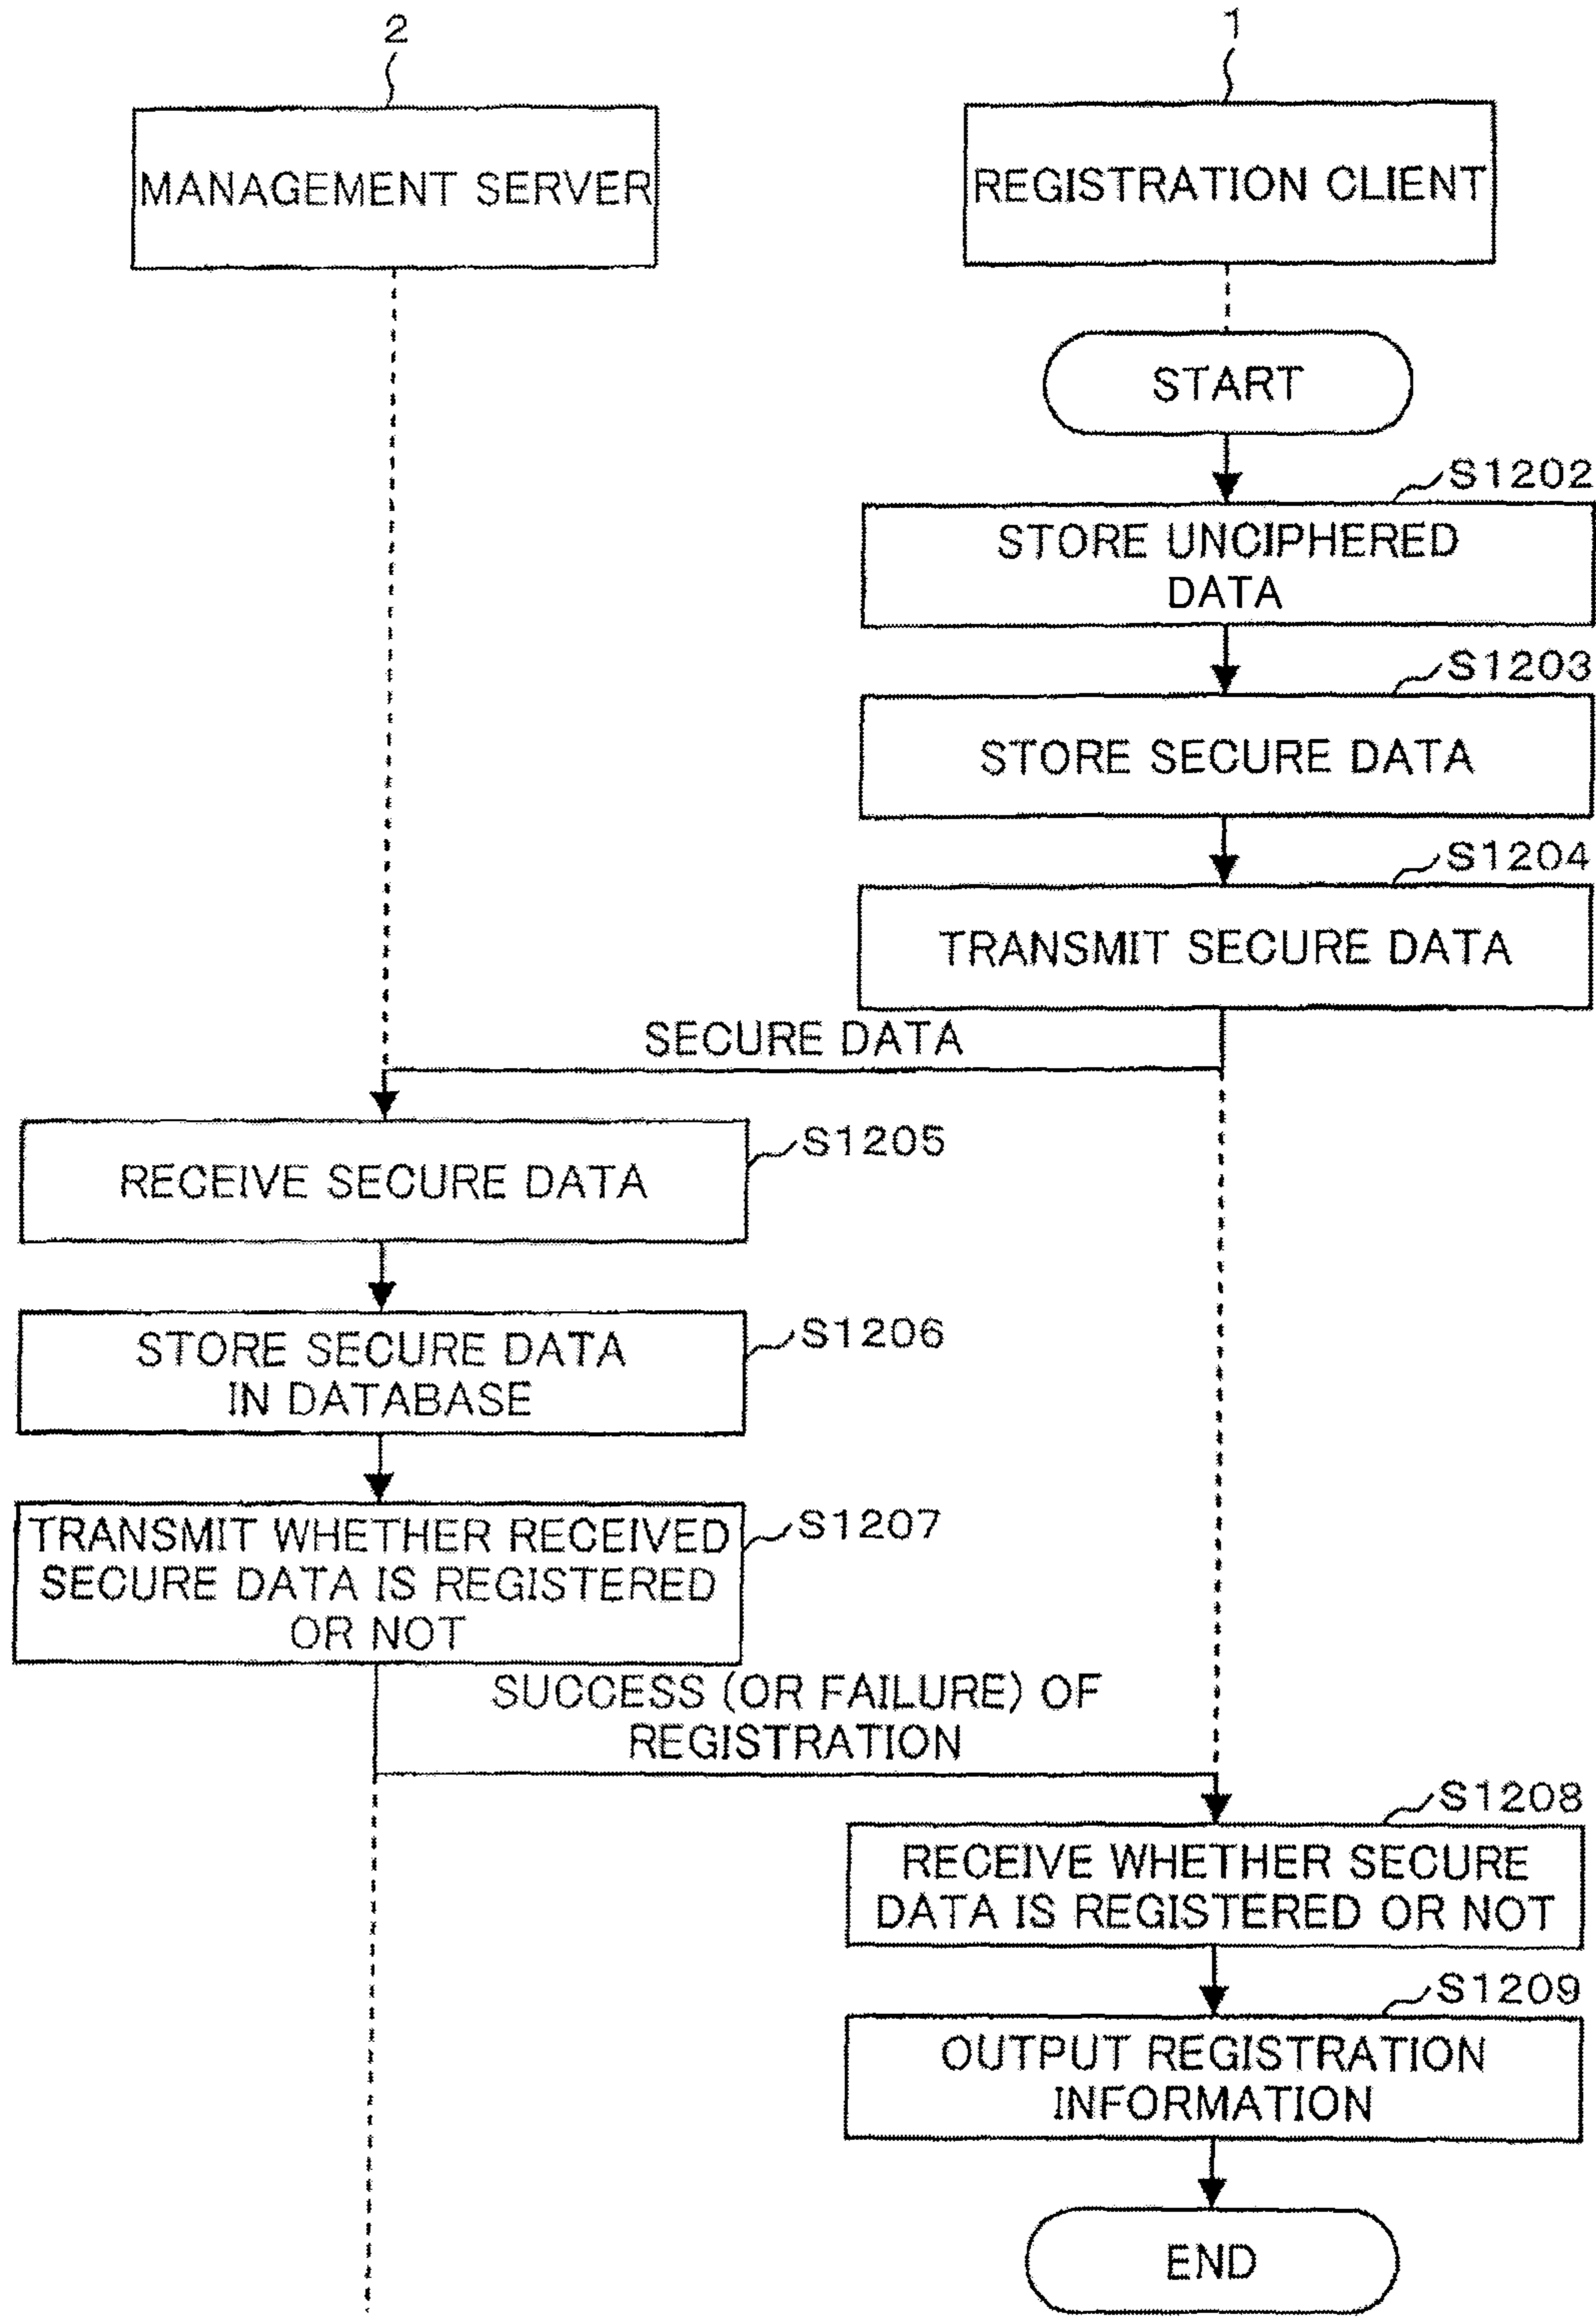 2
1
MANAGEMENT SERVER
REGISTRATION CLIENT
START
S1202
STORE UNCIPHERED
DATA
S1203
STORE SECURE DATA
S1204
TRANSMIT SECURE DATA
SECURE DATA
S1205
RECEIVE SECURE DATA
S1206
STORE SECURE DATA
IN DATABASE
S1207
TRANSMIT WHETHER RECEIVED
SECURE DATA IS REGISTERED
OR NOT
SUCCESS (OR FAILURE) OF
REGISTRATION
S1208
RECEIVE WHETHER SECURE
DATA IS REGISTERED OR NOT
S1209
OUTPUT REGISTRATION
INFORMATION
END